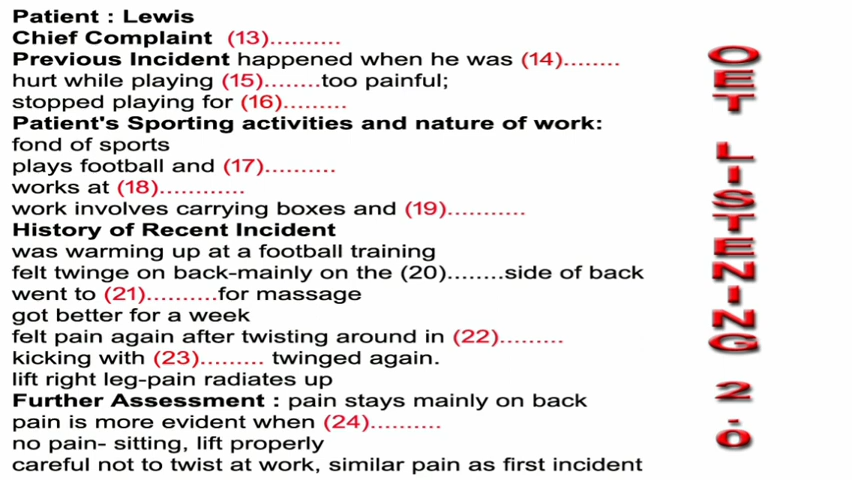 Patient : Lewis
Chief Complaint (13)..........
Previous Incident happened when he was (14)........
hurt while playing (15)........too painful;
stopped playing for (16).........
Patient's Sporting activities and nature of work:
fond of sports
plays football and (17)..........
works at (18)............
work involves carrying boxes and (19)...........
History of Recent Incident
was warming up at a football training
felt twinge on back-mainly on the (20)........side of back
went to (21)..........for massage
got better for a week
felt pain again after twisting around in (22).........
kicking with (23)......... twinged again.
lift right leg-pain radiates up
Further Assessment : pain stays mainly on back
pain is more evident when (24)..........
no pain- sitting, lift properly
careful not to twist at work, similar pain as first incident
OET LISTENING 2.0